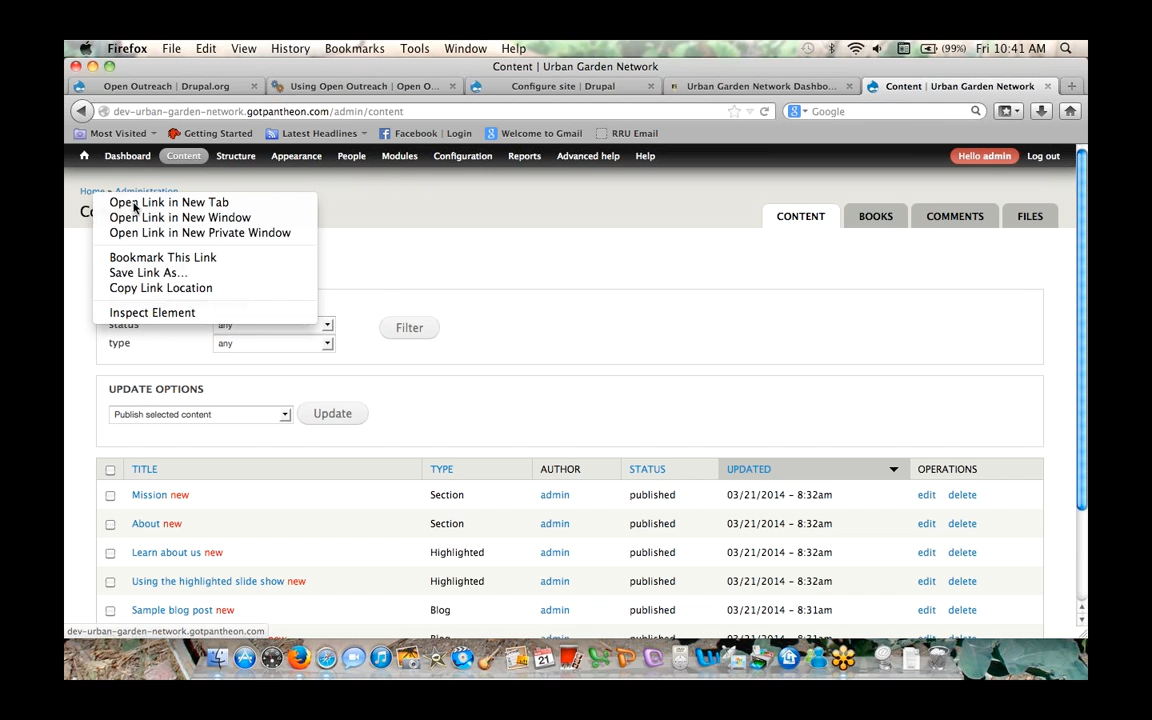 Firefox File Edit View History Bookmarks Tools Window Help (99%) Fri 10:41 AM
Content | Urban Garden Network
Open Outreach | Drupal.org Using Open Outreach | Open O... Configure site | Drupal Urban Garden Network Dashbo... Content | Urban Garden Network
dev-urban-garden-network.gotpantheon.com/admin/content Google
Most Visited Getting Started Latest Headlines Facebook | Login Welcome to Gmail RRU Email
Dashboard Content Structure Appearance People Modules Configuration Reports Advanced help Help Hello admin Log out
Home » Administration
Open Link in New Tab
Open Link in New Window
Open Link in New Private Window
Bookmark This Link
Save Link As...
Copy Link Location
Inspect Element
CONTENT BOOKS COMMENTS FILES
status any
type any
Filter
UPDATE OPTIONS
Publish selected content Update
TITLE TYPE AUTHOR STATUS UPDATED OPERATIONS
Mission new Section admin published 03/21/2014 - 8:32am edit delete
About new Section admin published 03/21/2014 - 8:32am edit delete
Learn about us new Highlighted admin published 03/21/2014 - 8:32am edit delete
Using the highlighted slide show new Highlighted admin published 03/21/2014 - 8:32am edit delete
Sample blog post new Blog admin published 03/21/2014 - 8:31am edit delete
dev-urban-garden-network.gotpantheon.com
21